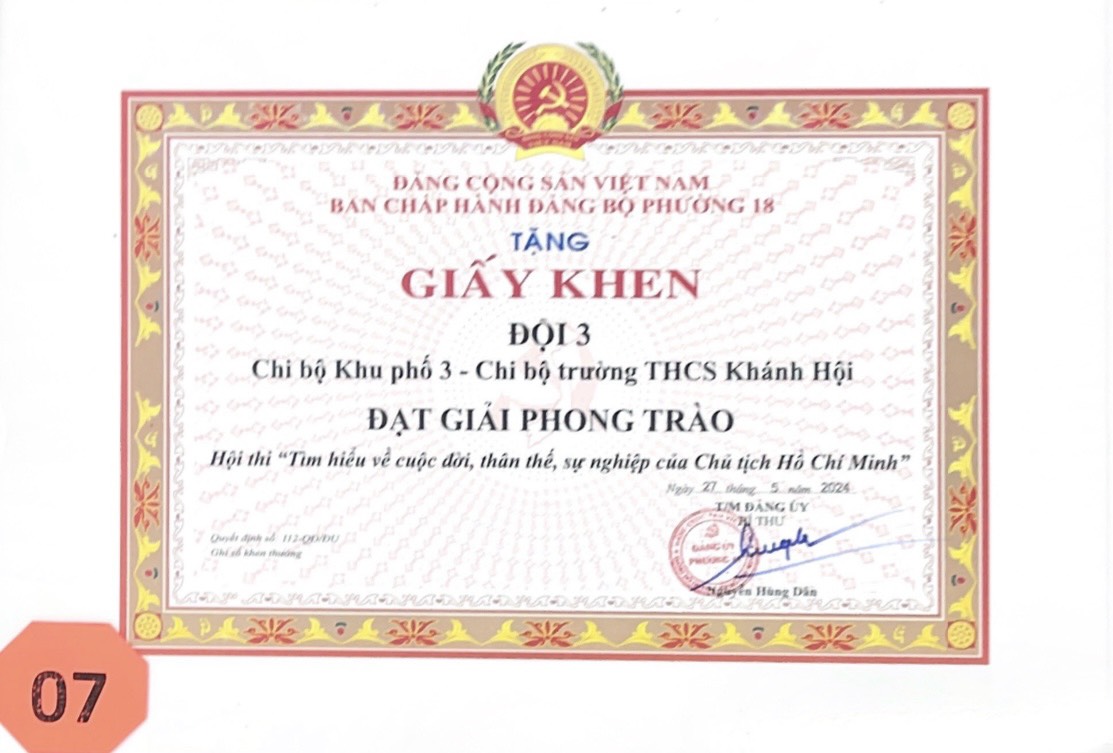 ĐẢNG CỘNG SẢN VIỆT NAM
BAN CHẤP HÀNH ĐẢNG BỘ PHƯỜNG 18
TẶNG
GIẤY KHEN
ĐỘI 3
Chi bộ Khu phố 3 - Chi bộ trường THCS Khánh Hội
ĐẠT GIẢI PHONG TRÀO
Hội thi “Tìm hiểu về cuộc đời, thân thế, sự nghiệp của Chủ tịch Hồ Chí Minh”
Ngày 27 tháng 5 năm 2024
T/M ĐẢNG ỦY
BÍ THƯ
Quyết định số 112-QĐ/ĐU
Ghi sổ khen thưởng
ĐẢNG ỦY
PHƯỜNG
Nguyễn Hùng Dân
07